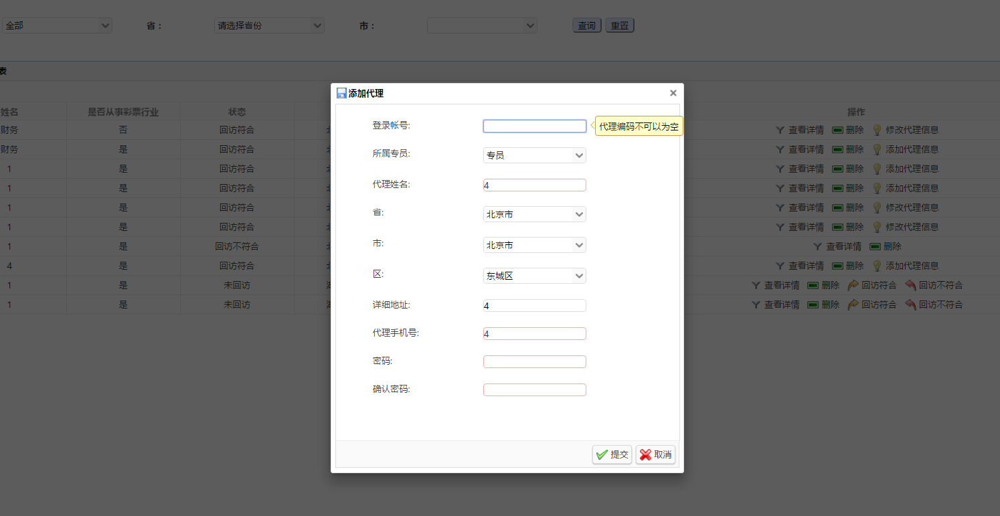 全部 省： 请选择省份 市： 查询 重置
表
姓名 是否从事彩票行业 状态 操作
财务 否 回访符合 查看详情 删除 修改代理信息
财务 是 回访符合 查看详情 删除 添加代理信息
1 是 回访符合 查看详情 删除 添加代理信息
1 是 回访符合 查看详情 删除 添加代理信息
1 是 回访符合 查看详情 删除 修改代理信息
1 是 回访符合 查看详情 删除 修改代理信息
1 是 回访不符合 查看详情 删除
4 是 回访符合 查看详情 删除 添加代理信息
1 是 未回访 查看详情 删除 回访符合 回访不符合
1 是 未回访 查看详情 删除 回访符合 回访不符合
添加代理
登录帐号: 代理编码不可以为空
所属专员: 专员
代理姓名: 4
省: 北京市
市: 北京市
区: 东城区
详细地址: 4
代理手机号: 4
密码:
确认密码:
提交 取消